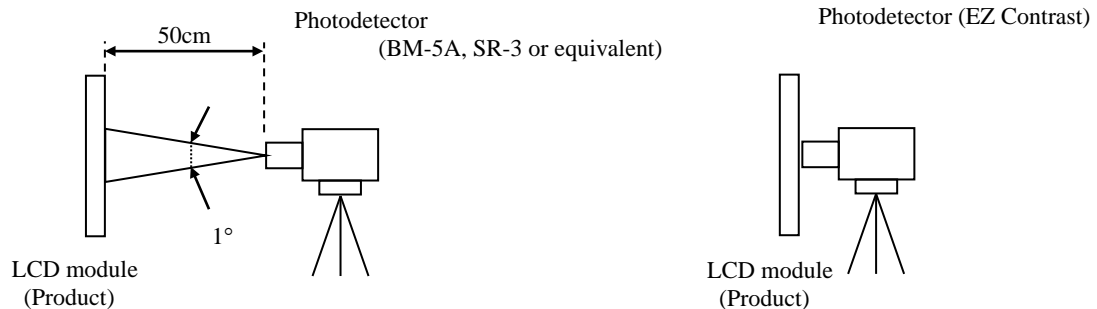 Photodetector
50cm
(BM-5A, SR-3 or equivalent)
1°
LCD module
(Product)
Photodetector (EZ Contrast)
LCD module
(Product)